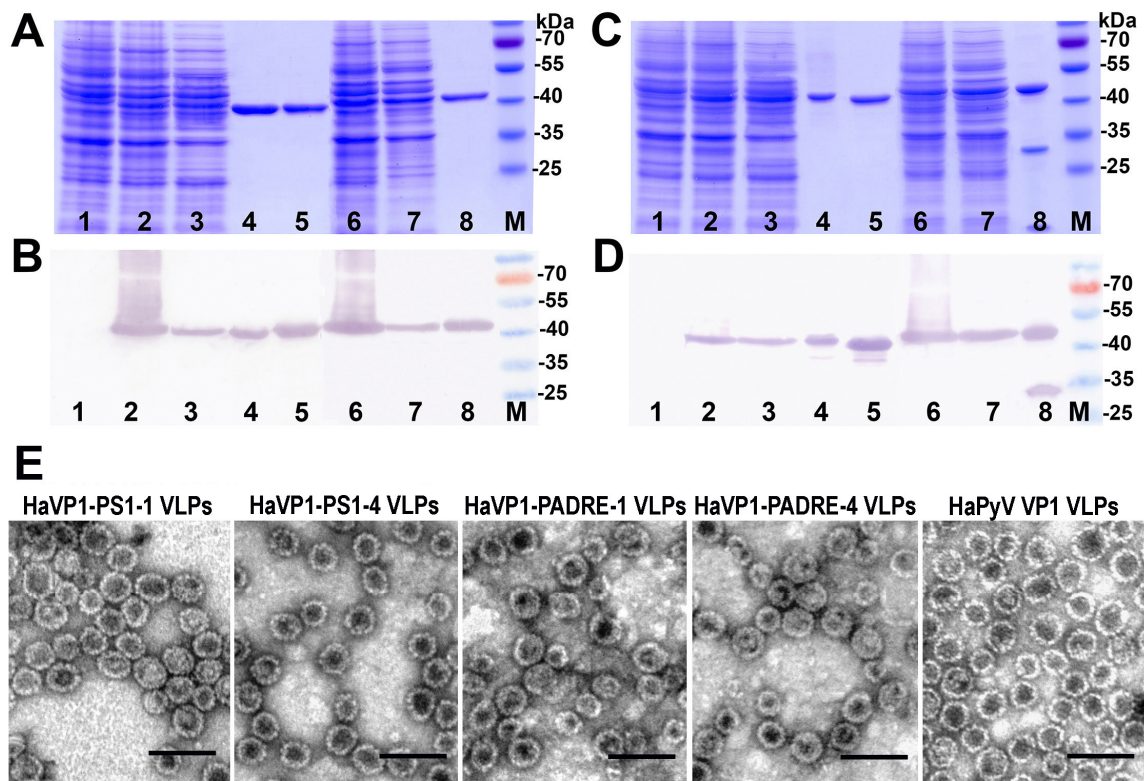 A
kDa
-70
-55
-40
-35
-25
1 2 3 4 5 6 7 8 M
C
kDa
-70
-55
-40
-35
-25
1 2 3 4 5 6 7 8 M
B
-70
-55
-40
-35
-25
1 2 3 4 5 6 7 8 M
D
-70
-55
-40
-35
-25
1 2 3 4 5 6 7 8 M
E
HaVP1-PS1-1 VLPs
HaVP1-PS1-4 VLPs
HaVP1-PADRE-1 VLPs
HaVP1-PADRE-4 VLPs
HaPyV VP1 VLPs